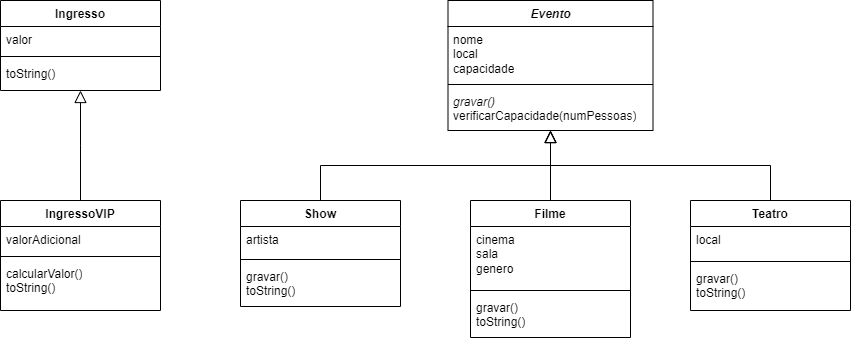 Ingresso
valor
toString()
Evento
nome
local
capacidade
gravar()
verificarCapacidade(numPessoas)
IngressoVIP
valorAdicional
calcularValor()
toString()
Show
artista
gravar()
toString()
Filme
cinema
sala
genero
gravar()
toString()
Teatro
local
gravar()
toString()